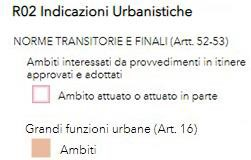 R02 Indicazioni Urbanistiche
NORME TRANSITORIE E FINALI (Artt. 52-53)
Ambiti interessati da provvedimenti in itinere
approvati e adottati
Ambito attuato o attuato in parte
Grandi funzioni urbane (Art. 16)
Ambiti